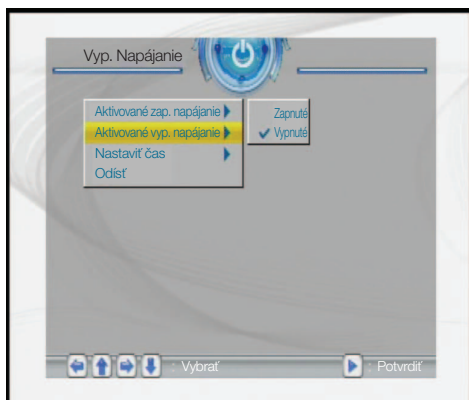 Vyp. Napájanie
Aktivované zap. napájanie
Aktivované vyp. napájanie
Nastaviť čas
Odísť
Zapnuté
Vypnuté
: Vybrať
: Potvrdiť